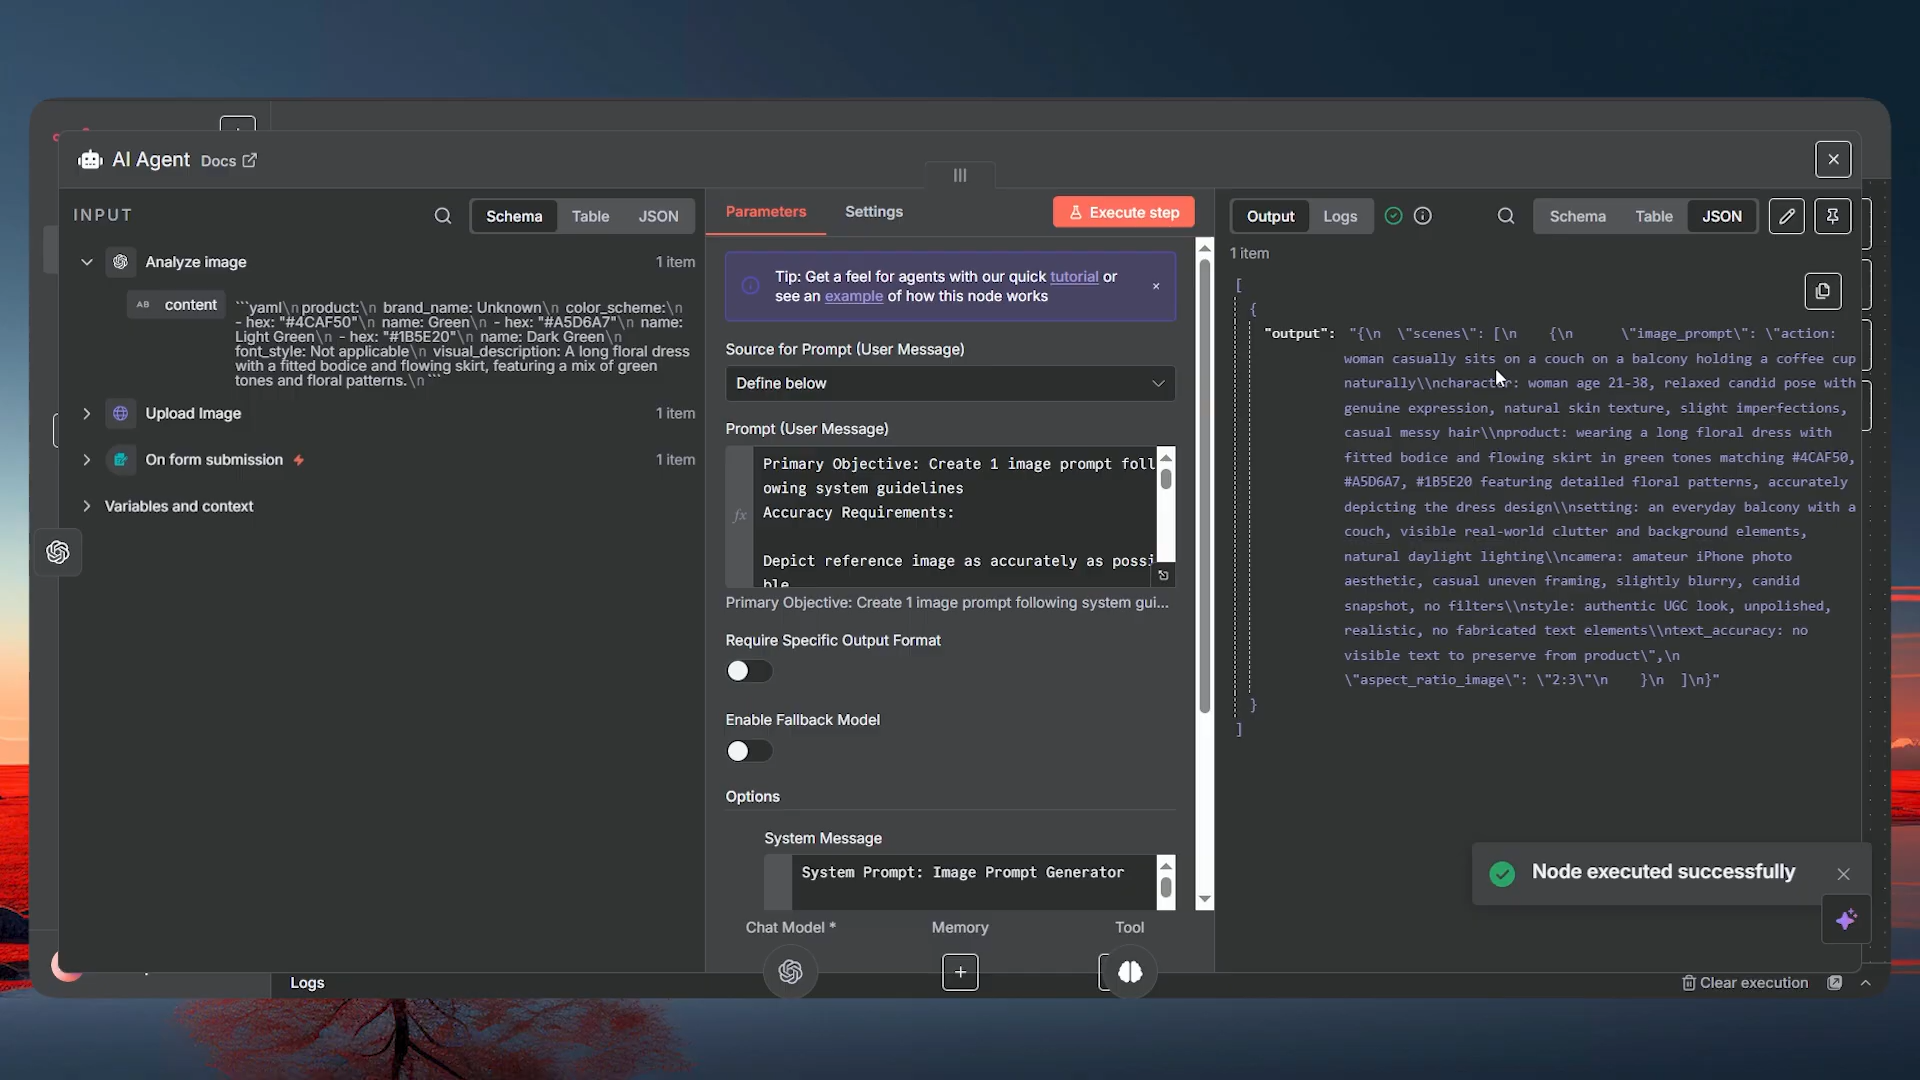 AI Agent Docs
INPUT
Schema Table JSON
Analyze image 1 item
AB content
```yaml\n product:\n brand_name: Unknown\n color_scheme:\n
- hex: "#4CAF50"\n name: Green\n - hex: "#A5D6A7"\n name:
Light Green\n - hex: "#1B5E20"\n name: Dark Green\n
font_style: Not applicable\n visual_description: A long floral dress
with a fitted bodice and flowing skirt, featuring a mix of green
tones and floral patterns.\n ```
Upload Image 1 item
On form submission 1 item
Variables and context
Parameters Settings Execute step
Tip: Get a feel for agents with our quick tutorial or
see an example of how this node works
Source for Prompt (User Message)
Define below
Prompt (User Message)
fx
Primary Objective: Create 1 image prompt foll
owing system guidelines
Accuracy Requirements:
Depict reference image as accurately as possi
ble
Primary Objective: Create 1 image prompt following system gui...
Require Specific Output Format
Enable Fallback Model
Options
System Message
System Prompt: Image Prompt Generator
Chat Model * Memory Tool
Output Logs Schema Table JSON
1 item
[
{
"output": "{\n \"scenes\": [\n {\n \"image_prompt\": \"action:
woman casually sits on a couch on a balcony holding a coffee cup
naturally\\ncharacter: woman age 21-38, relaxed candid pose with
genuine expression, natural skin texture, slight imperfections,
casual messy hair\\nproduct: wearing a long floral dress with
fitted bodice and flowing skirt in green tones matching #4CAF50,
#A5D6A7, #1B5E20 featuring detailed floral patterns, accurately
depicting the dress design\\nsetting: an everyday balcony with a
couch, visible real-world clutter and background elements,
natural daylight lighting\\ncamera: amateur iPhone photo
aesthetic, casual uneven framing, slightly blurry, candid
snapshot, no filters\\nstyle: authentic UGC look, unpolished,
realistic, no fabricated text elements\\ntext_accuracy: no
visible text to preserve from product\",\n
\"aspect_ratio_image\": \"2:3\"\n }\n ]\n}"
}
]
Node executed successfully
Logs
Clear execution